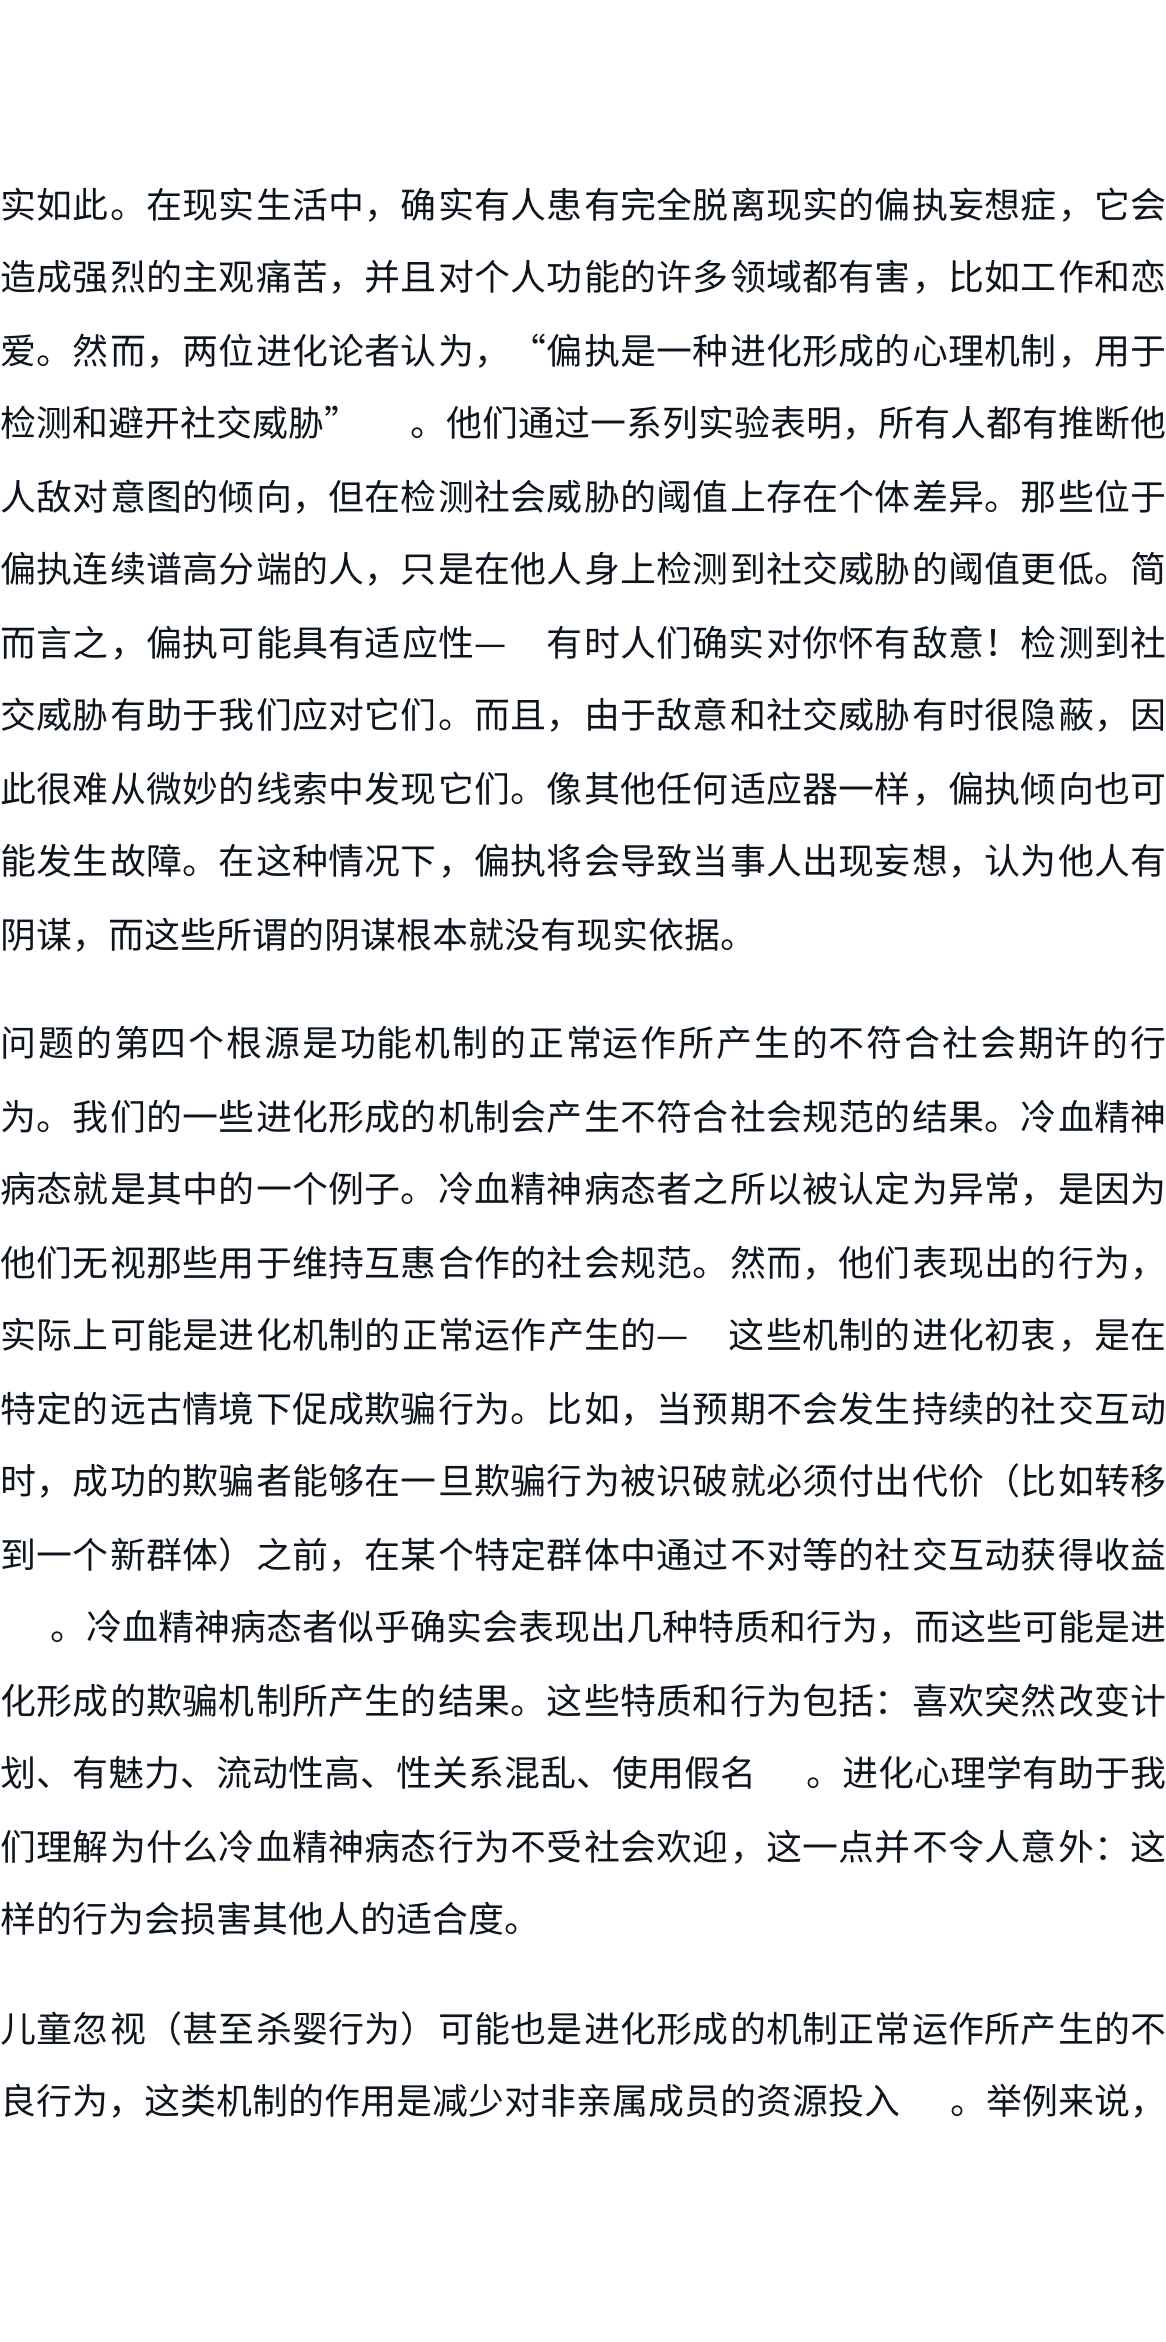 实如此。在现实生活中，确实有人患有完全脱离现实的偏执妄想症，它会
造成强烈的主观痛苦，并且对个人功能的许多领域都有害，比如工作和恋
爱。然而，两位进化论者认为，“偏执是一种进化形成的心理机制，用于
检测和避开社交威胁” 。他们通过一系列实验表明，所有人都有推断他
人敌对意图的倾向，但在检测社会威胁的阈值上存在个体差异。那些位于
偏执连续谱高分端的人，只是在他人身上检测到社交威胁的阈值更低。简
而言之，偏执可能具有适应性— 有时人们确实对你怀有敌意！检测到社
交威胁有助于我们应对它们。而且，由于敌意和社交威胁有时很隐蔽，因
此很难从微妙的线索中发现它们。像其他任何适应器一样，偏执倾向也可
能发生故障。在这种情况下，偏执将会导致当事人出现妄想，认为他人有
阴谋，而这些所谓的阴谋根本就没有现实依据。
问题的第四个根源是功能机制的正常运作所产生的不符合社会期许的行
为。我们的一些进化形成的机制会产生不符合社会规范的结果。冷血精神
病态就是其中的一个例子。冷血精神病态者之所以被认定为异常，是因为
他们无视那些用于维持互惠合作的社会规范。然而，他们表现出的行为，
实际上可能是进化机制的正常运作产生的— 这些机制的进化初衷，是在
特定的远古情境下促成欺骗行为。比如，当预期不会发生持续的社交互动
时，成功的欺骗者能够在一旦欺骗行为被识破就必须付出代价（比如转移
到一个新群体）之前，在某个特定群体中通过不对等的社交互动获得收益
。冷血精神病态者似乎确实会表现出几种特质和行为，而这些可能是进
化形成的欺骗机制所产生的结果。这些特质和行为包括：喜欢突然改变计
划、有魅力、流动性高、性关系混乱、使用假名 。进化心理学有助于我
们理解为什么冷血精神病态行为不受社会欢迎，这一点并不令人意外：这
样的行为会损害其他人的适合度。
儿童忽视（甚至杀婴行为）可能也是进化形成的机制正常运作所产生的不
良行为，这类机制的作用是减少对非亲属成员的资源投入 。举例来说，